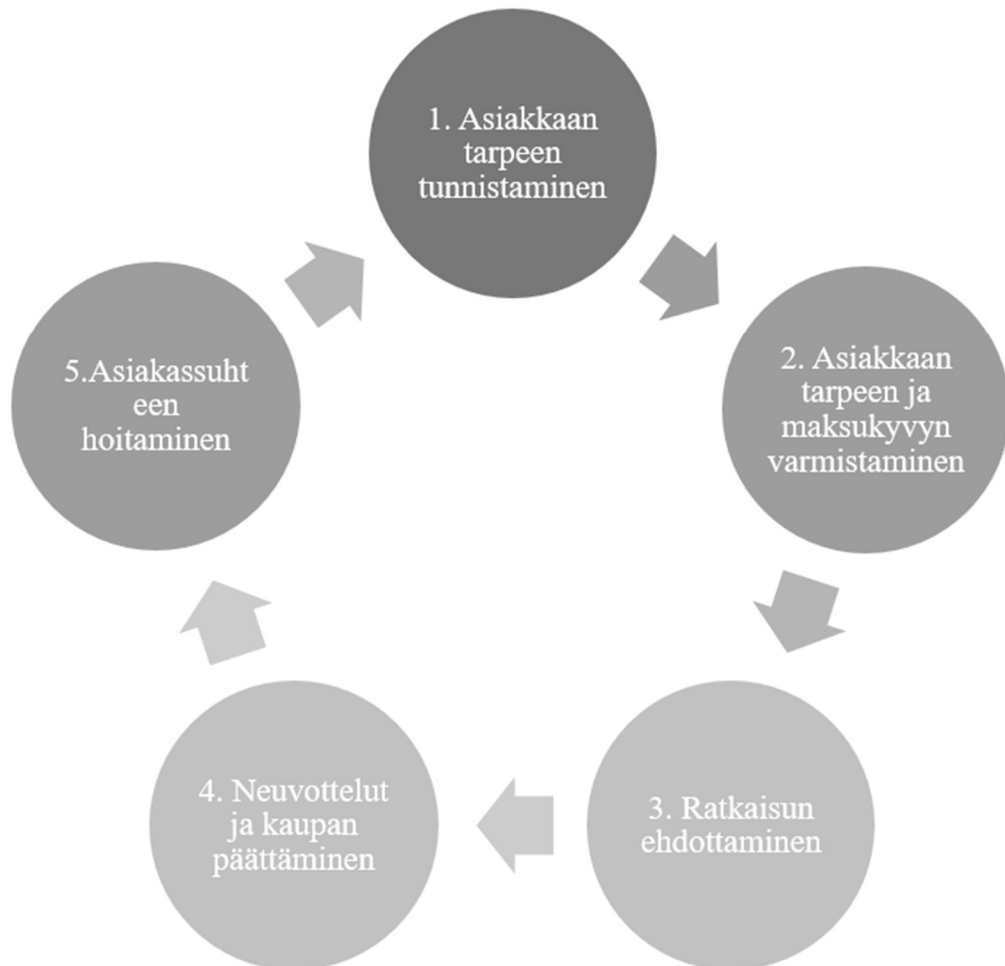 1. Asiakkaan
tarpeen
tunnistaminen
2. Asiakkaan
tarpeen ja
maksukyvyn
varmistaminen
3. Ratkaisun
ehdottaminen
4. Neuvottelut
ja kaupan
päättäminen
5.Asiakassuht
een
hoitaminen